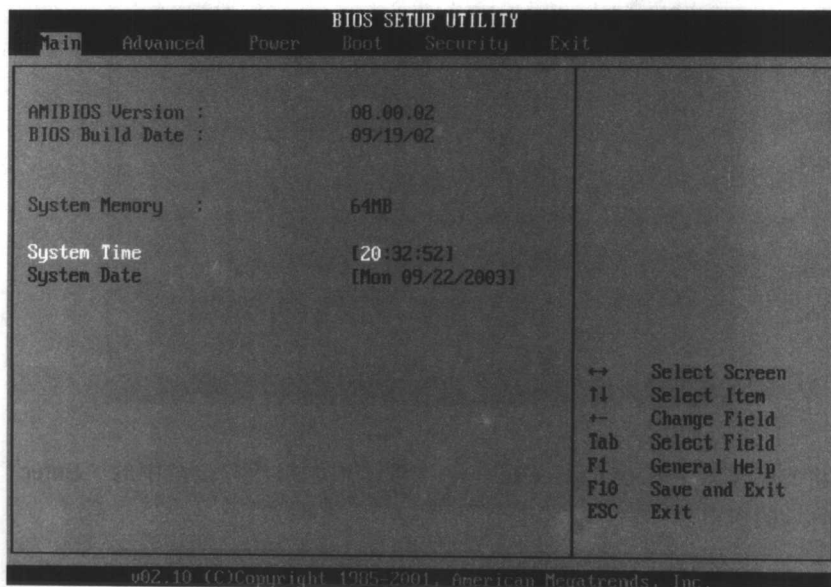 BIOS SETUP UTILITY
Main Advanced Power Boot Security Exit
AMIBIOS Version : 08.00.02
BIOS Build Date : 09/19/02
System Memory : 64MB
System Time [20:32:52]
System Date [Mon 09/22/2003]
↔ Select Screen
↑↓ Select Item
+- Change Field
Tab Select Field
F1 General Help
F10 Save and Exit
ESC Exit
v02.10 (C)Copyright 1985-2001, American Megatrends, Inc